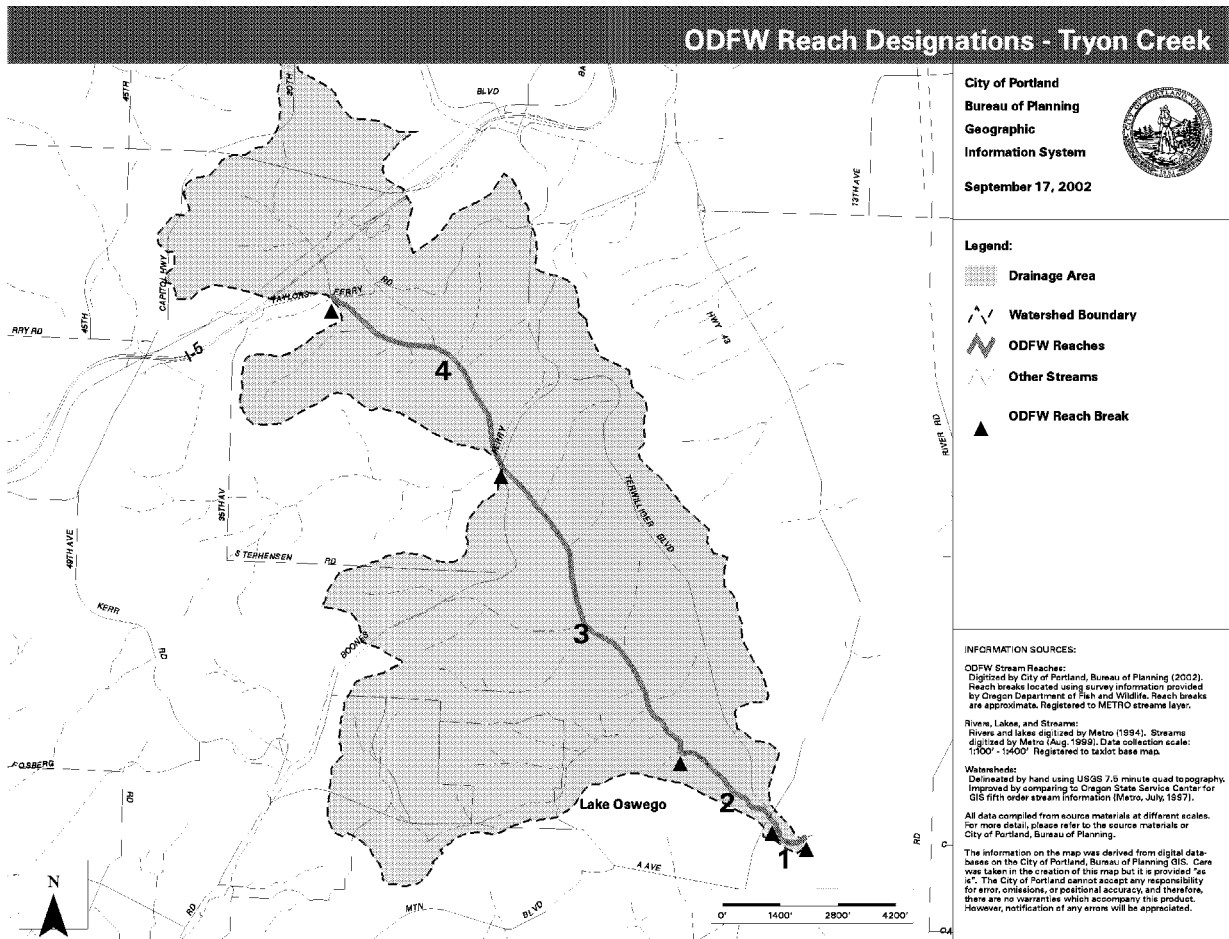 ODFW Reach Designations - Tryon Creek
City of Portland
Bureau of Planning
Geographic
Information System
September 17, 2002
Legend:
Drainage Area
Watershed Boundary
ODFW Reaches
Other Streams
ODFW Reach Break
45TH
30TH
BLVD
BA
13TH AVE
CAPITOL HWY
TAYLORS
FERRY
RD
45TH
RRY RD
I-5
HWY 43
RIVER RD
4
FERRY
35TH AV
TERWILLIGER
BLVD
STEPHENSEN
RD
49TH AVE
KERR
RD
BOONES
3
FOSBERG
RD
Lake Oswego
2
1
A AVE
RD
MTN
BLVD
RD
N
0'
1400'
2800'
4200'
INFORMATION SOURCES:
ODFW Stream Reaches:
Digitized by City of Portland, Bureau of Planning (2002).
Reach breaks located using survey information provided
by Oregon Department of Fish and Wildlife. Reach breaks
are approximate. Registered to METRO streams layer.
Rivers, Lakes, and Streams:
Rivers and lakes digitized by Metro (1994). Streams
digitized by Metro (Aug. 1999). Data collection scale:
1:100' - 1:400' Registered to taxlot base map.
Watersheds:
Delineated by hand using USGS 7.5 minute quad topography.
Improved by comparing to Oregon State Service Center for
GIS fifth order stream information (Metro, July, 1997).
All data compiled from source materials at different scales.
For more detail, please refer to the source materials or
City of Portland, Bureau of Planning.
The information on the map was derived from digital data-
bases on the City of Portland, Bureau of Planning GIS. Care
was taken in the creation of this map but it is provided "as
is". The City of Portland cannot accept any responsibility
for error, omissions, or positional accuracy, and therefore,
there are no warranties which accompany this product.
However, notification of any errors will be appreciated.